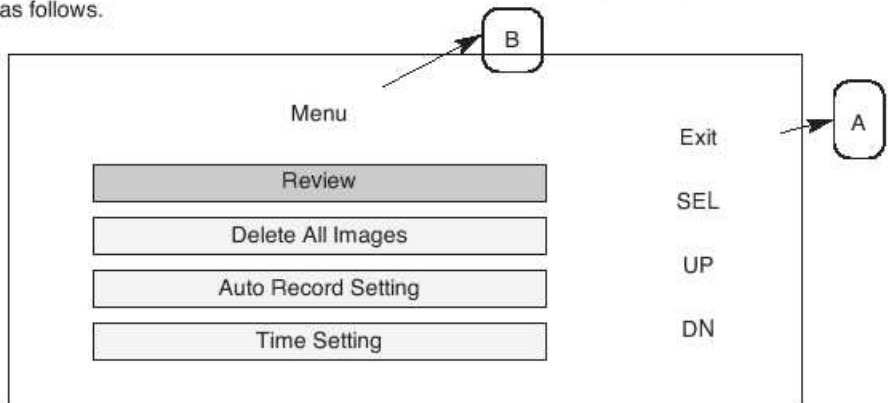 as follows.
B
Menu
A
Exit
Review
SEL
Delete All Images
UP
Auto Record Setting
DN
Time Setting